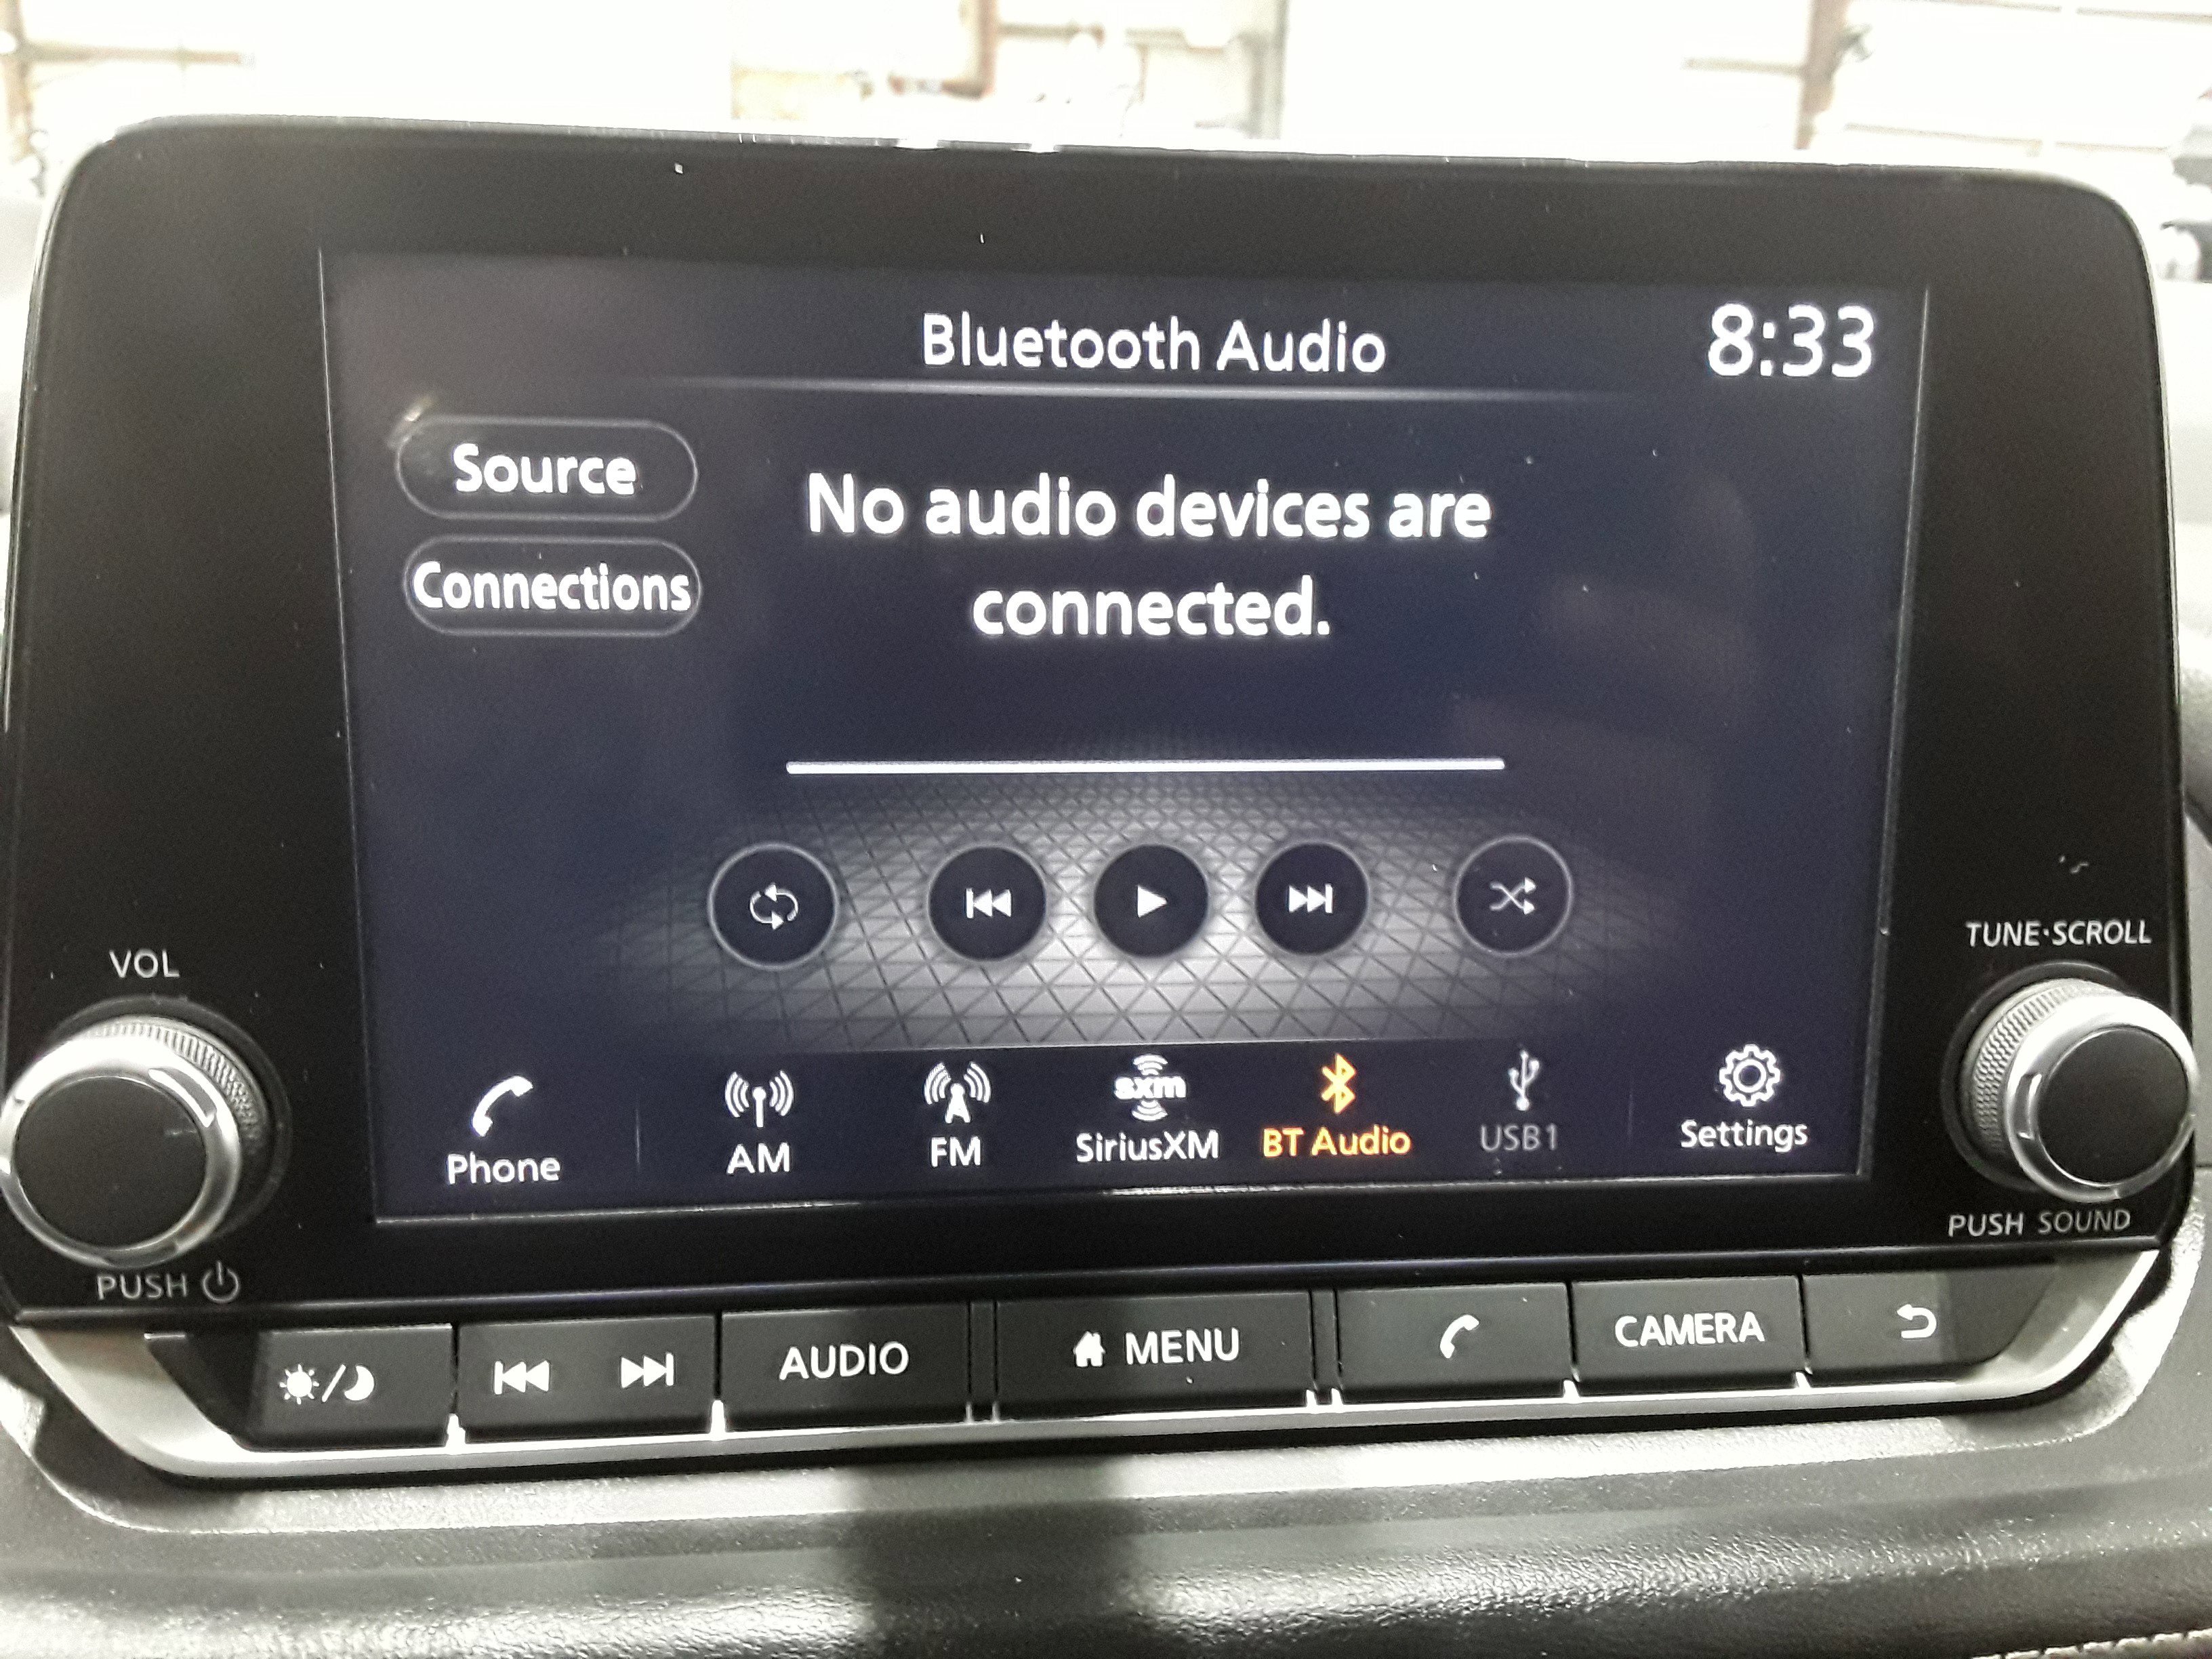 Bluetooth Audio
8:33
Source
No audio devices are
connected.
Connections
VOL
TUNE·SCROLL
Phone
AM
FM
sxm
SiriusXM
BT Audio
USB1
Settings
PUSH
PUSH SOUND
AUDIO
MENU
CAMERA